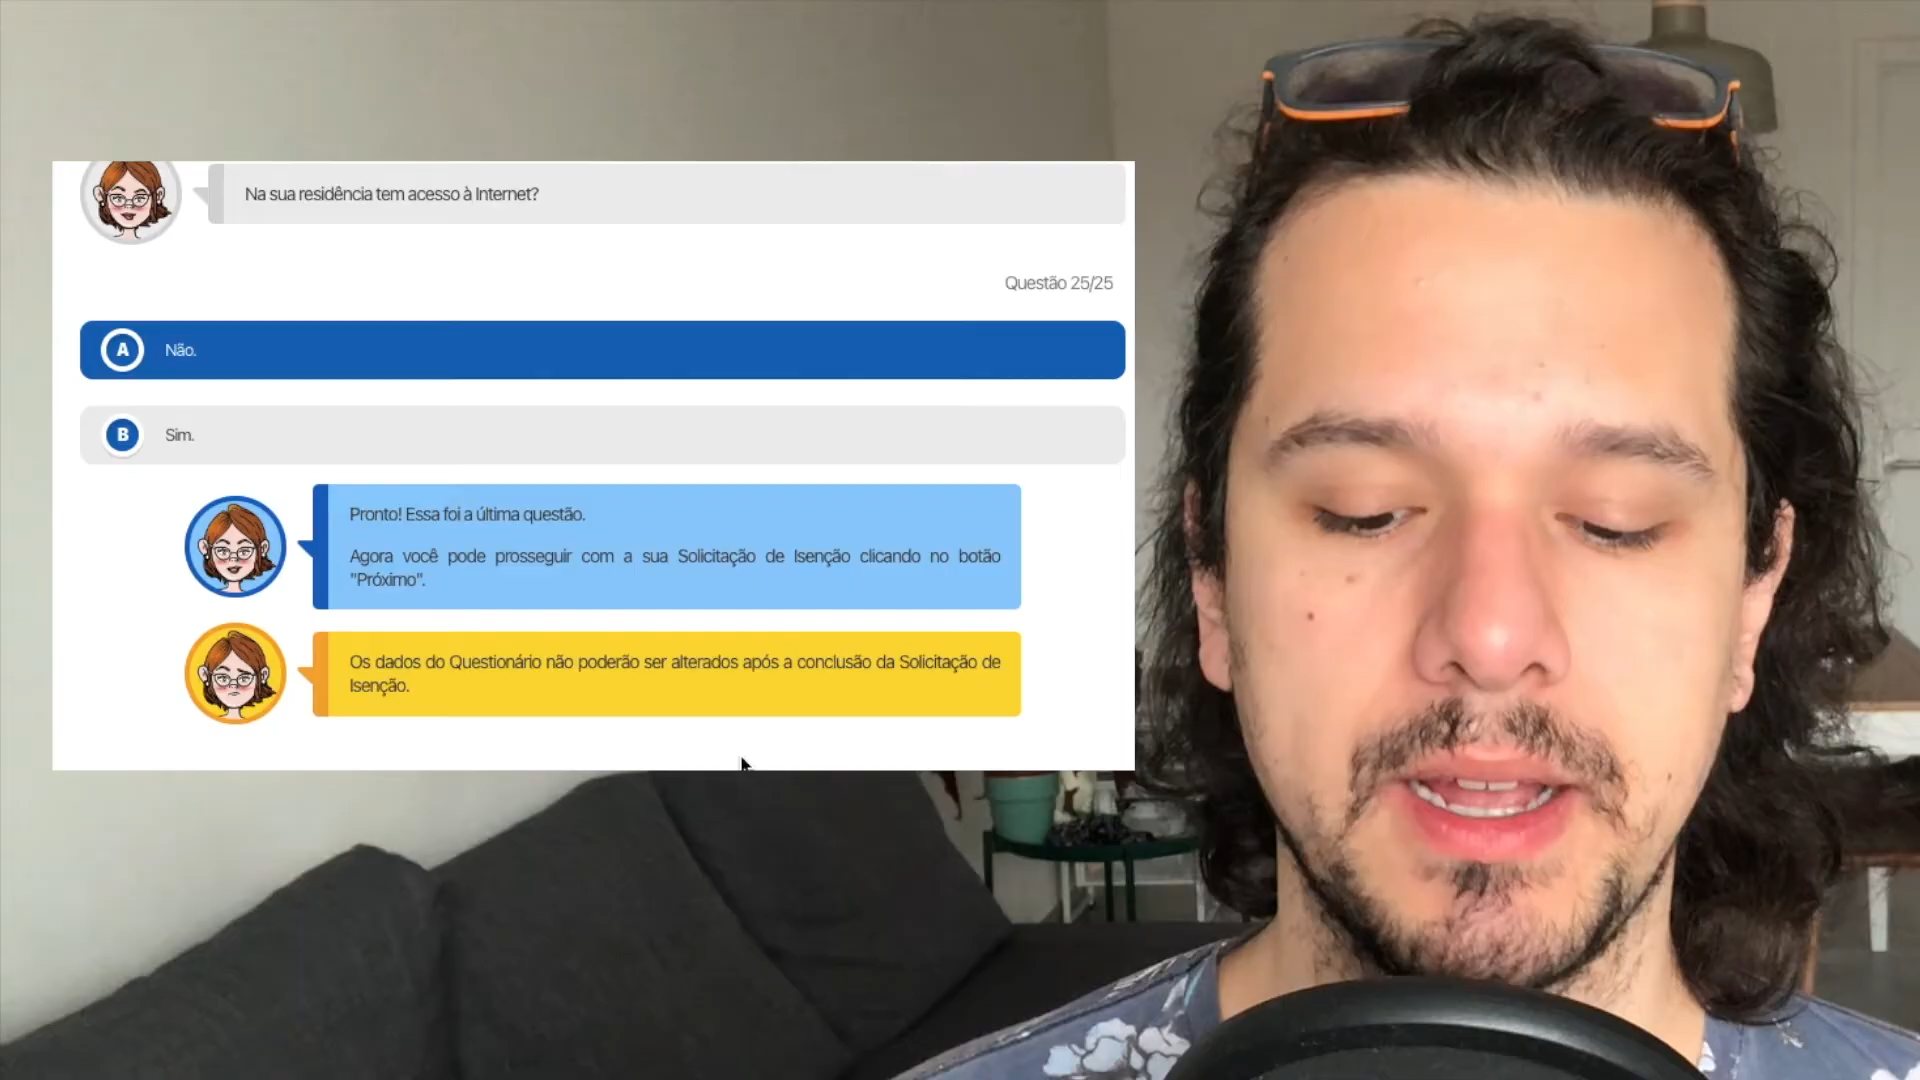 Na sua residência tem acesso à Internet?
Questão 25/25
A Não.
B Sim.
Pronto! Essa foi a última questão.
Agora você pode prosseguir com a sua Solicitação de Isenção clicando no botão
"Próximo".
Os dados do Questionário não poderão ser alterados após a conclusão da Solicitação de
Isenção.